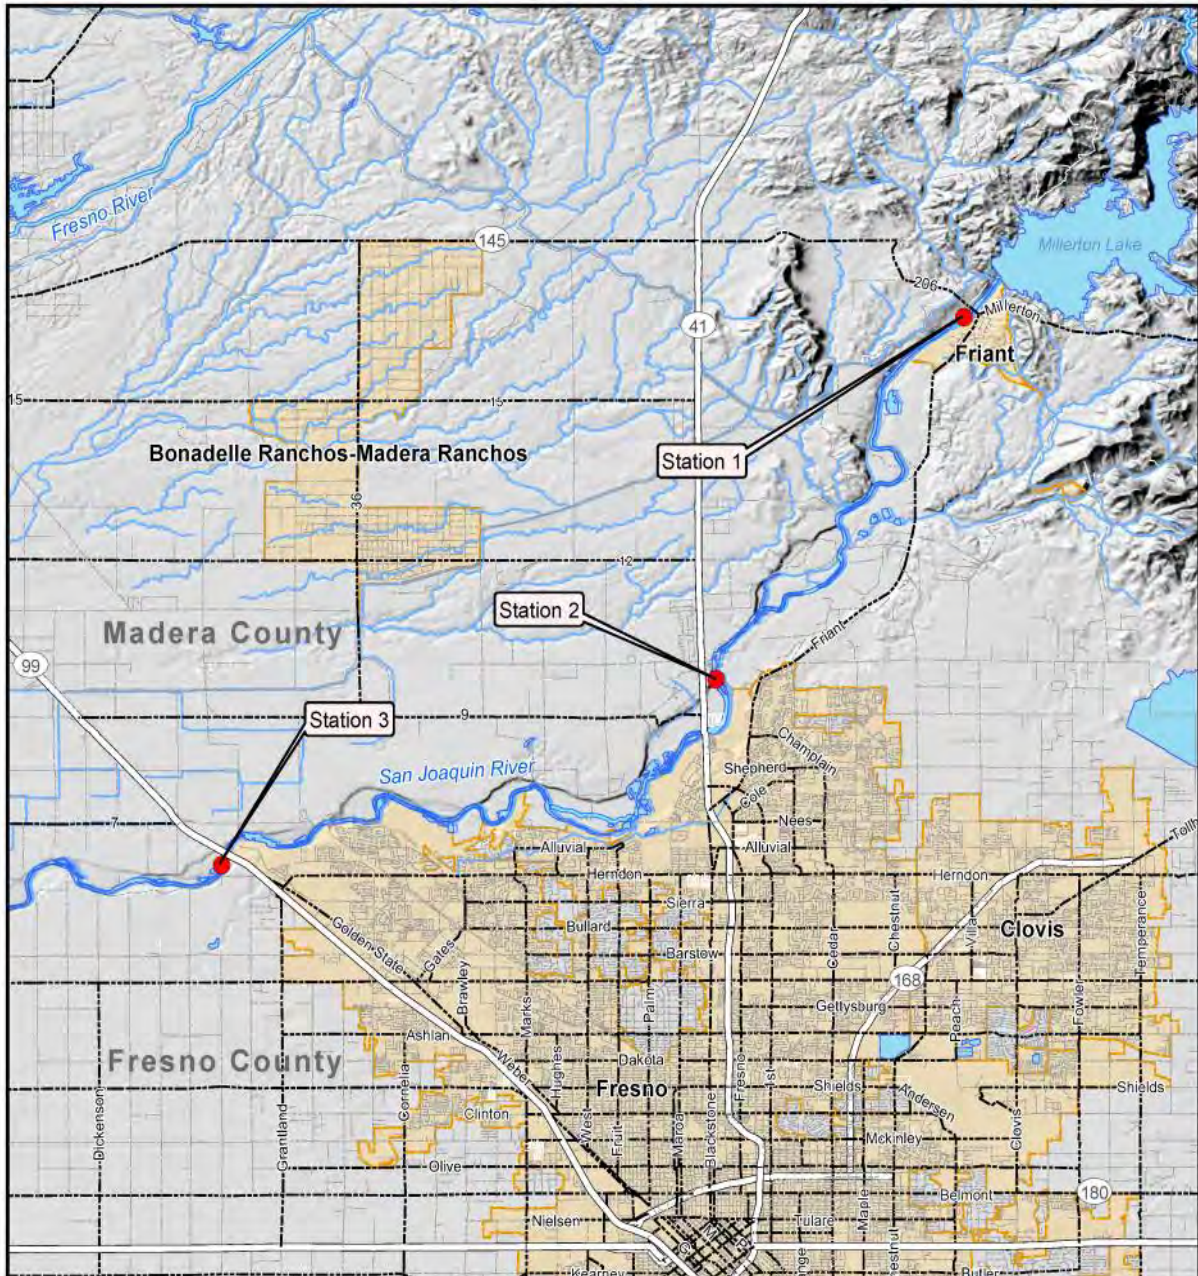 Fresno River
145
Millerton Lake
206
Millerton
41
Friant
15
15
Bonadelle Ranchos-Madera Ranchos
Station 1
36
12
Station 2
Madera County
Friant
99
Station 3
9
San Joaquin River
Champlain
Shepherd
Cole
7
Nees
Alluvial
Alluvial
Herndon
Herndon
Sierra
Golden State
Bullard
Gates
Barstow
Cedar
Chestnut
Villa
Clovis
Temperance
Brawley
Marks
Palm
168
Gettysburg
Peach
Fowler
Ashlan
Weber
Fresno County
Hughes
Dakota
Fresno
Fresno
1st
Shields
Andersen
Shields
Dickenson
Grantland
Cornelia
Clinton
West
Fruit
Maroa
Blackstone
Mckinley
Clovis
Olive
Maple
Belmont
180
Nielsen
Tulare
Kearney
Butler